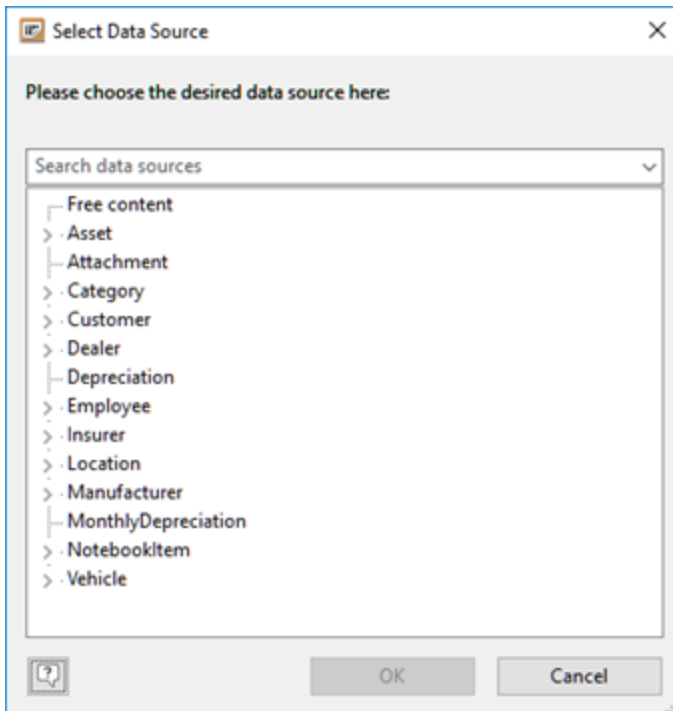 Select Data Source
Please choose the desired data source here:
Search data sources
Free content
Asset
Attachment
Category
Customer
Dealer
Depreciation
Employee
Insurer
Location
Manufacturer
MonthlyDepreciation
NotebookItem
Vehicle
OK
Cancel